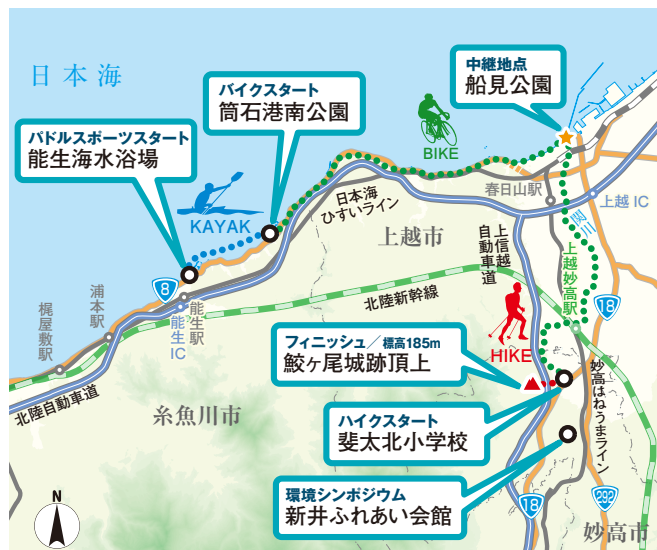 日本海
バイクスタート
筒石港南公園
中継地点
船見公園
パドルスポーツスタート
能生海水浴場
BIKE
KAYAK
日本海
ひすいライン
春日山駅
上越IC
関川
上越市
上信越
自動車道
上越妙高駅
8
18
浦本駅
梶屋敷駅
能生駅
能生
IC
北陸新幹線
フィニッシュ/標高185m
鮫ヶ尾城跡頂上
HIKE
北陸自動車道
糸魚川市
ハイクスタート
斐太北小学校
妙高はねうまライン
環境シンポジウム
新井ふれあい会館
N
18
292
妙高市